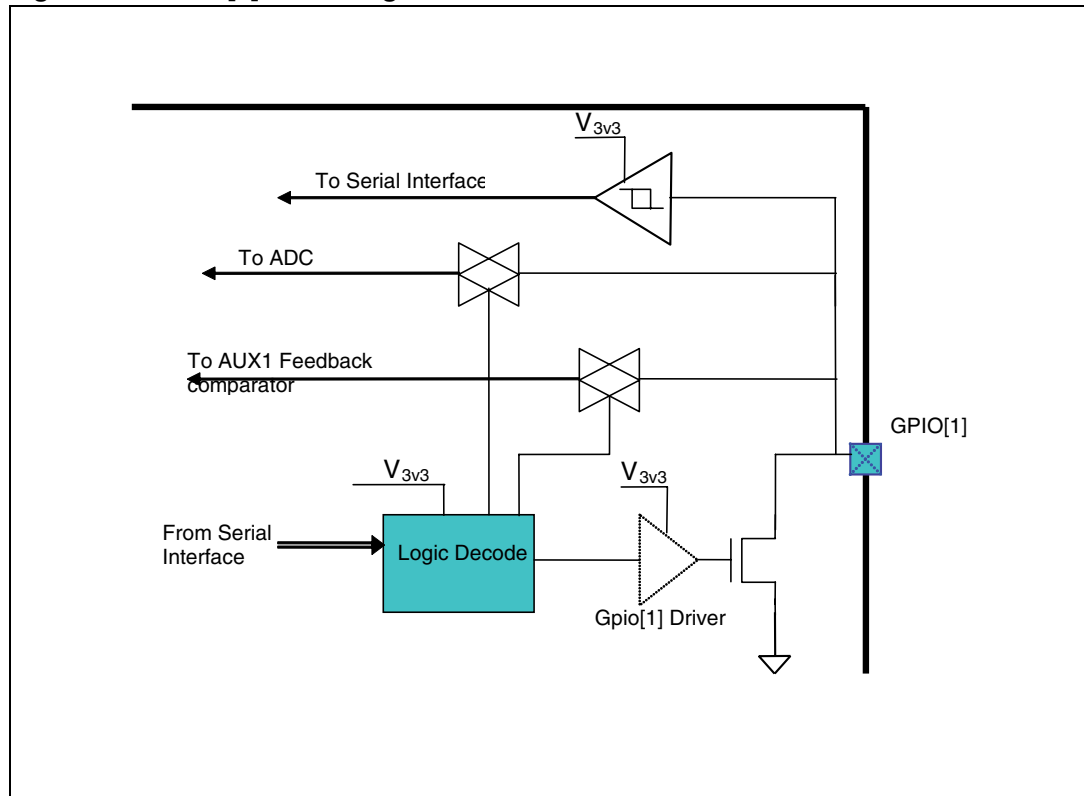 V3v3
To Serial Interface
To ADC
To AUX1 Feedback
comparator
GPIO[1]
V3v3
V3v3
From Serial
Interface
Logic Decode
Gpio[1] Driver